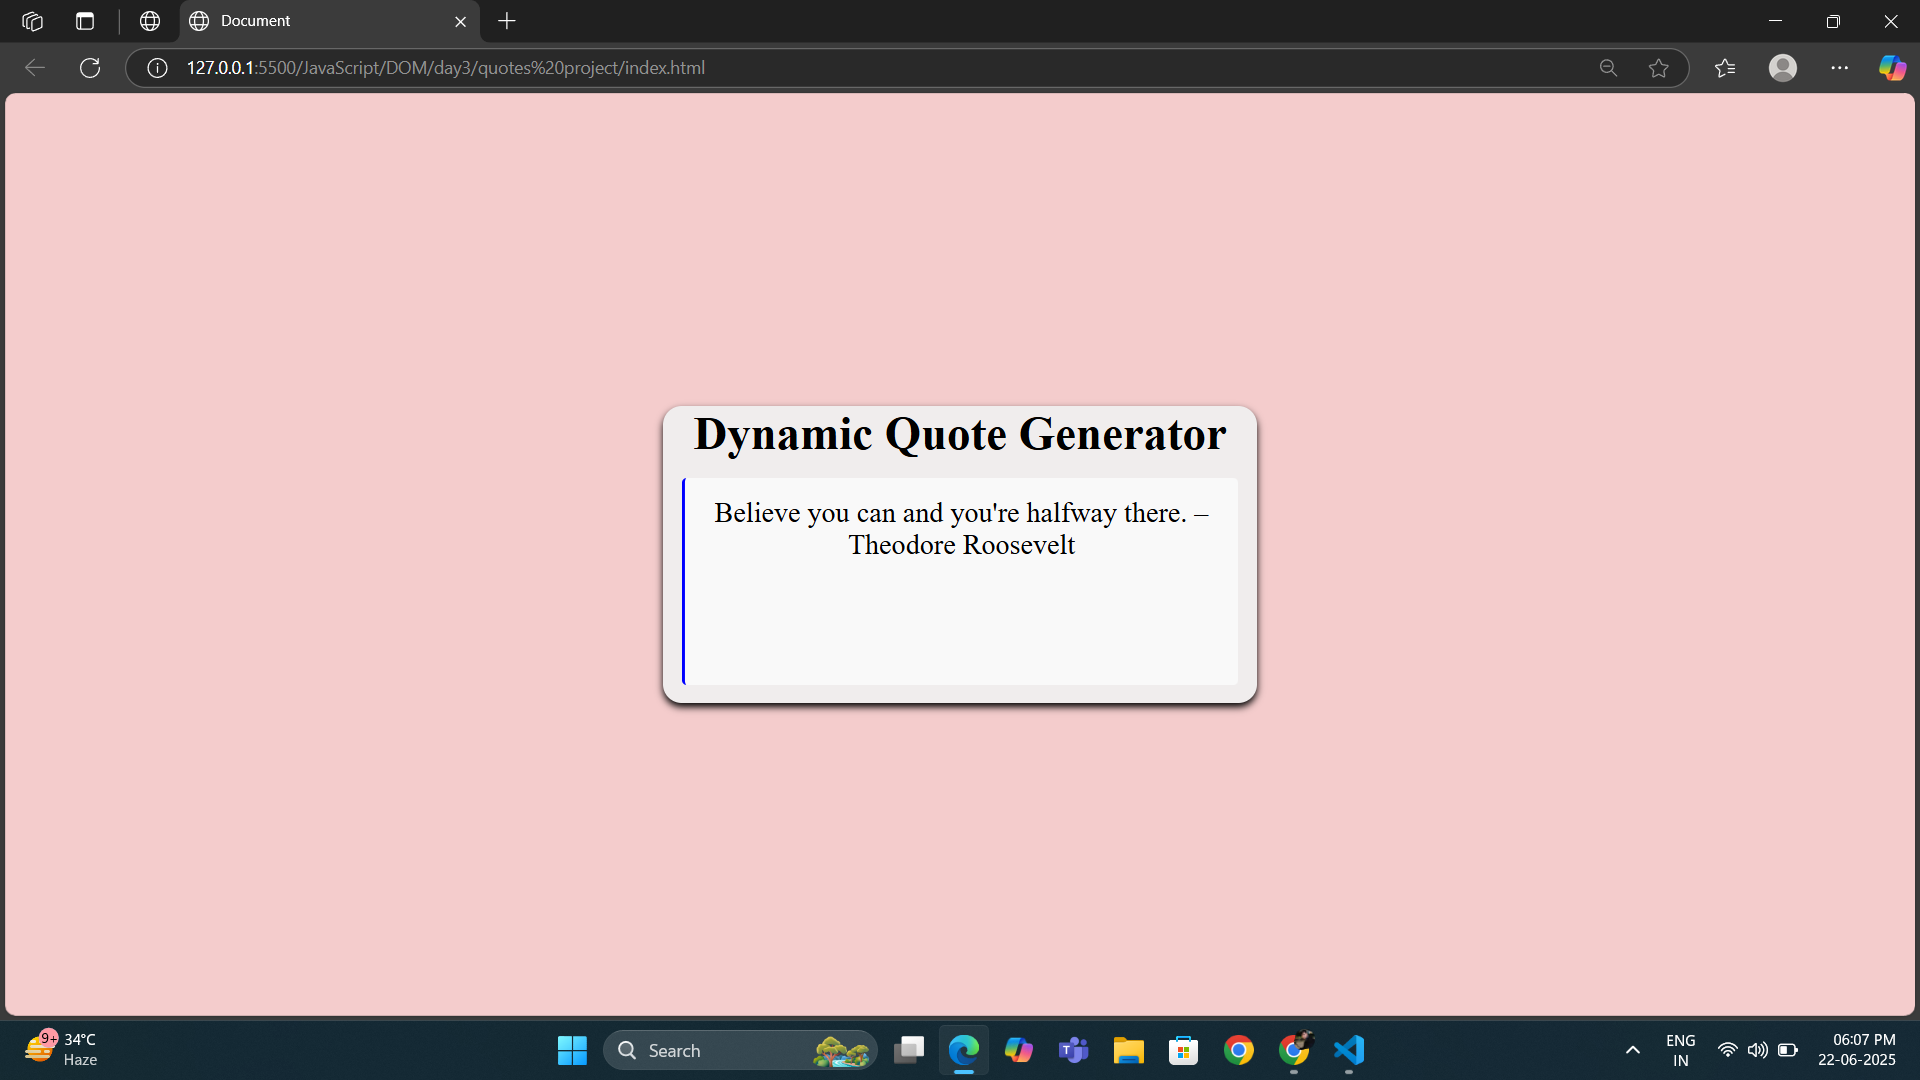 Document
127.0.0.1:5500/JavaScript/DOM/day3/quotes%20project/index.html
Dynamic Quote Generator
Believe you can and you're halfway there. –
Theodore Roosevelt
9+
34°C
Haze
Search
ENG
IN
06:07 PM
22-06-2025